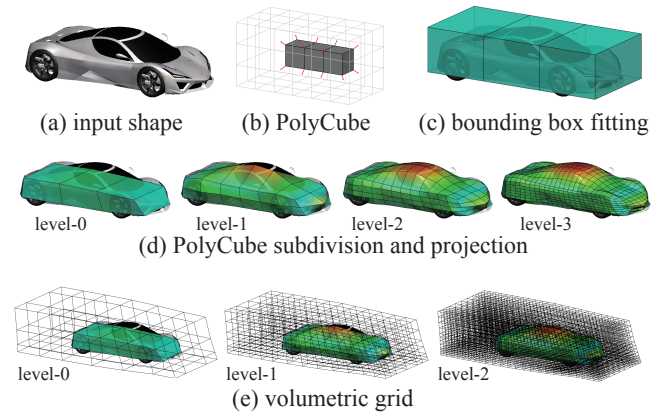 (a) input shape
(b) PolyCube
(c) bounding box fitting
level-0
level-1
level-2
level-3
(d) PolyCube subdivision and projection
level-0
level-1
level-2
(e) volumetric grid